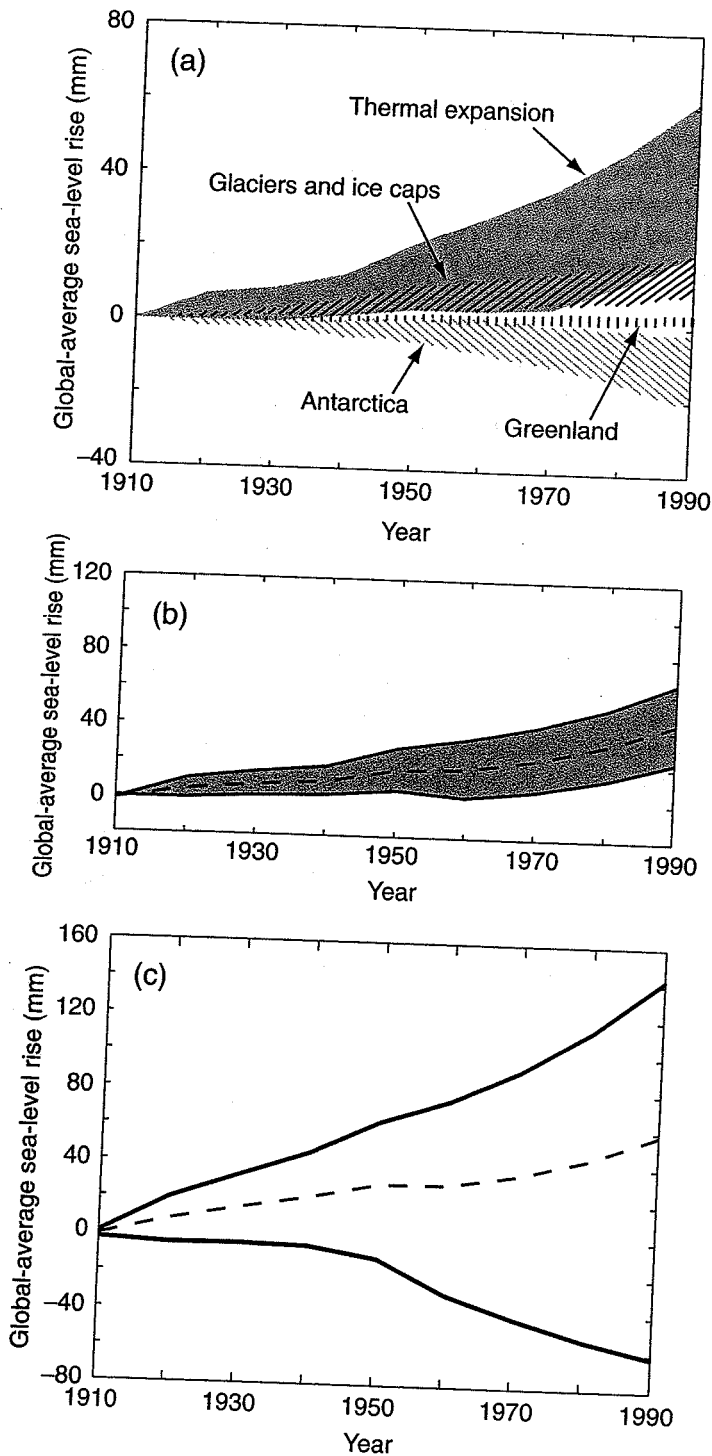 Global-average sea-level rise (mm)
80
40
0
–40
(a)
Thermal expansion
Glaciers and ice caps
Antarctica
Greenland
1910 1930 1950 1970 1990
Year
Global-average sea-level rise (mm)
120
80
40
0
(b)
1910 1930 1950 1970 1990
Year
Global-average sea-level rise (mm)
160
120
80
40
0
–40
–80
(c)
1910 1930 1950 1970 1990
Year